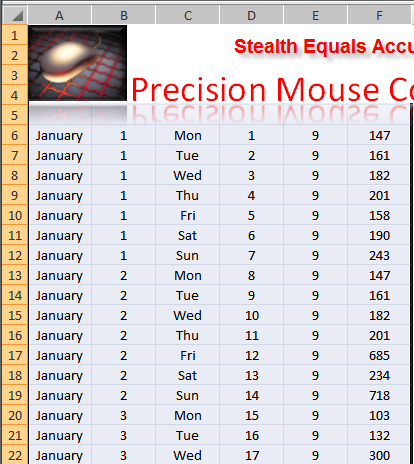 A B C D E F
1
2 Stealth Equals Accu
3
4 Precision Mouse Co
5
6 January 1 Mon 1 9 147
7 January 1 Tue 2 9 161
8 January 1 Wed 3 9 182
9 January 1 Thu 4 9 201
10 January 1 Fri 5 9 158
11 January 1 Sat 6 9 190
12 January 1 Sun 7 9 243
13 January 2 Mon 8 9 147
14 January 2 Tue 9 9 161
15 January 2 Wed 10 9 182
16 January 2 Thu 11 9 201
17 January 2 Fri 12 9 685
18 January 2 Sat 13 9 234
19 January 2 Sun 14 9 718
20 January 3 Mon 15 9 103
21 January 3 Tue 16 9 132
22 January 3 Wed 17 9 300